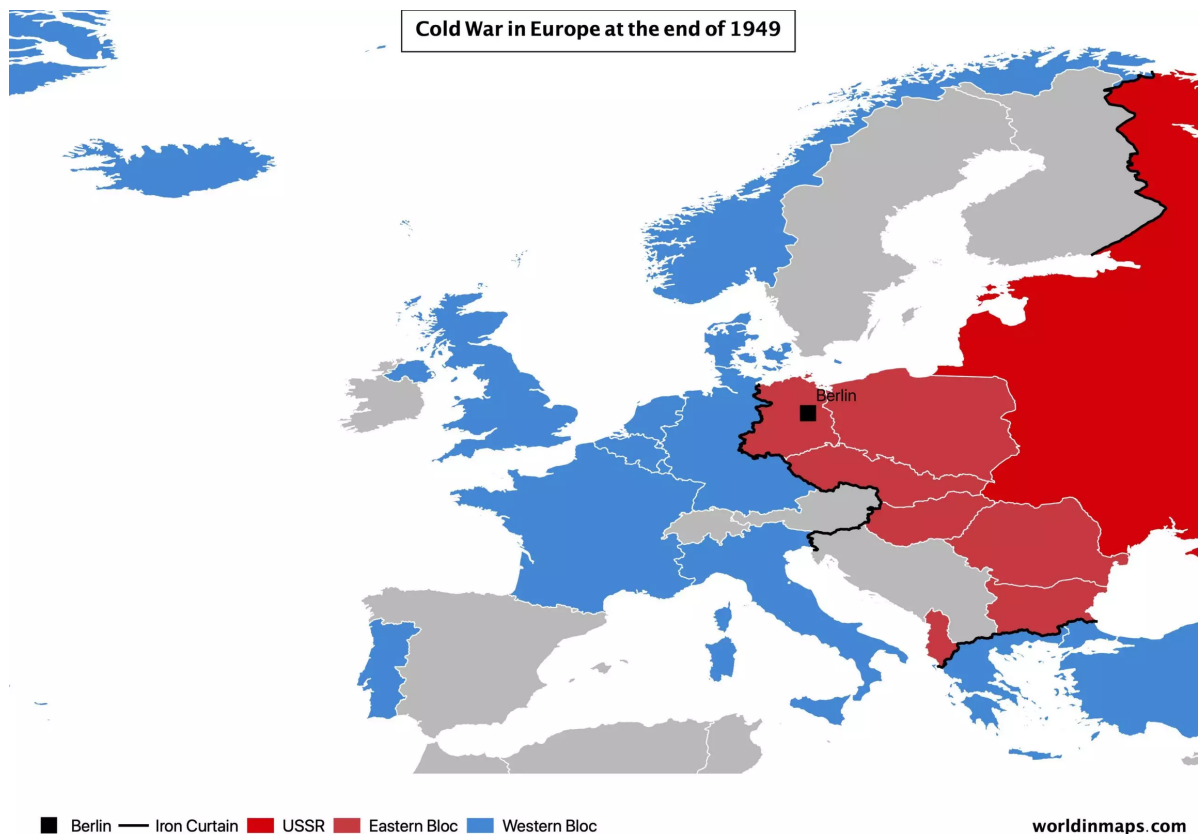 Cold War in Europe at the end of 1949
Berlin
Berlin Iron Curtain USSR Eastern Bloc Western Bloc
worldinmaps.com